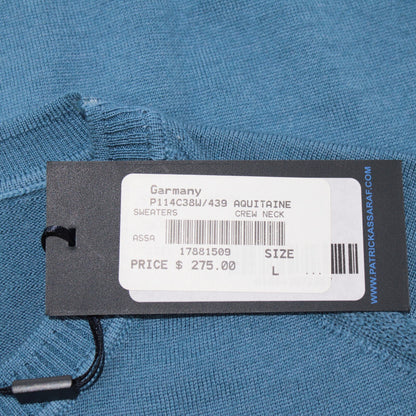 Garmany
P114C38W/439 AQUITAINE
SWEATERS CREW NECK
ASSA
17881509 SIZE
PRICE $ 275.00 L
WWW.PATRICKASSARAF.COM